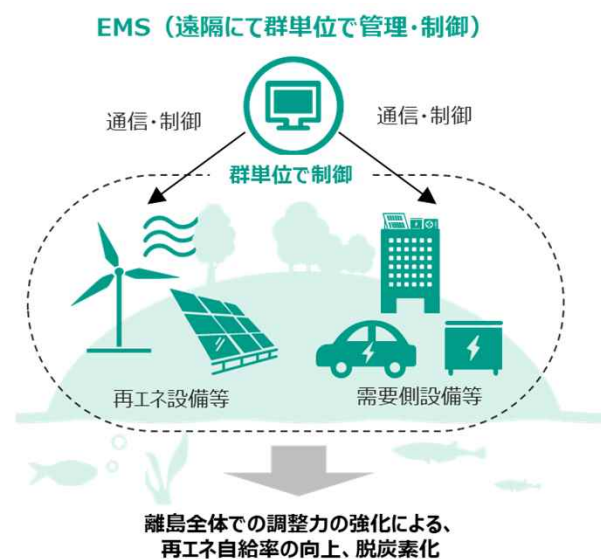 EMS（遠隔にて群単位で管理・制御）
通信・制御
通信・制御
群単位で制御
再エネ設備等
需要側設備等
離島全体での調整力の強化による、
再エネ自給率の向上、脱炭素化